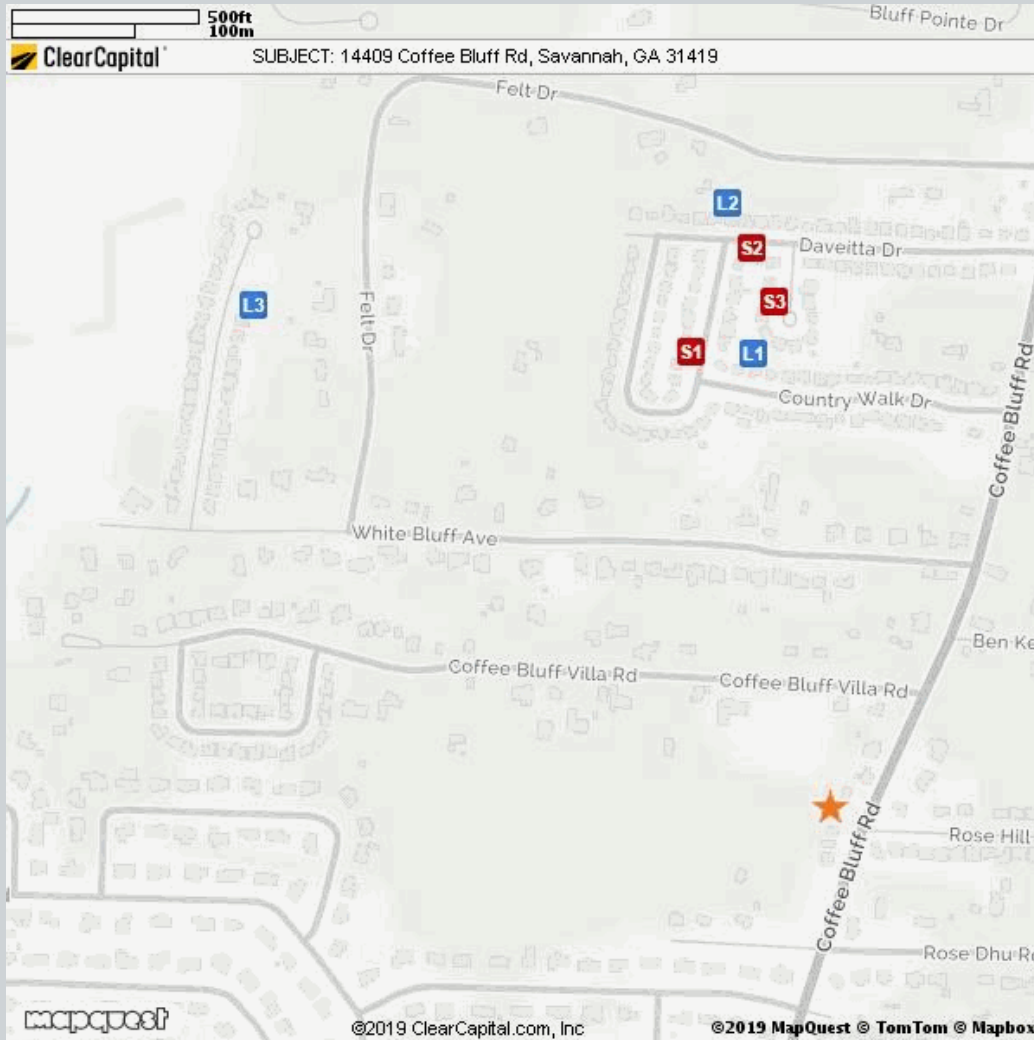 500ft
100m
Bluff Pointe Dr
ClearCapital
SUBJECT: 14409 Coffee Bluff Rd, Savannah, GA 31419
Felt Dr
L2
S2
Daveitta Dr
L3
S3
Felt Dr
S1
L1
Country Walk Dr
Coffee Bluff Rd
White Bluff Ave
Ben Ke
Coffee Bluff Villa Rd
Coffee Bluff Villa Rd
Rose Hill
Coffee Bluff Rd
Rose Dhu R
mapquest
©2019 ClearCapital.com, Inc
©2019 MapQuest © TomTom © Mapbox